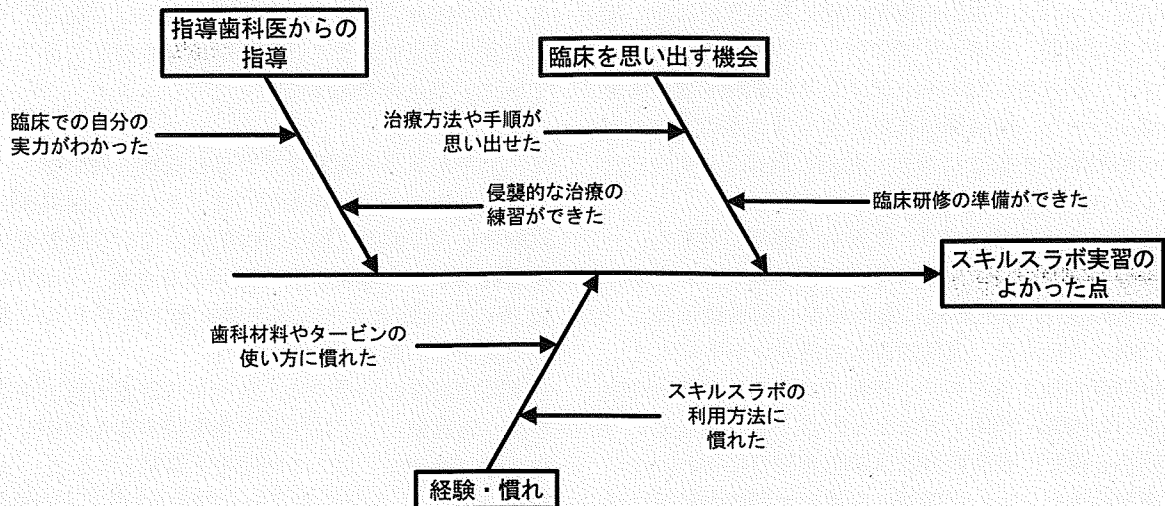 指導歯科医からの
指導
臨床を思い出す機会
臨床での自分の
実力がわかった
治療方法や手順が
思い出せた
侵襲的な治療の
練習ができた
臨床研修の準備ができた
スキルスラボ実習の
よかった点
歯科材料やタービンの
使い方に慣れた
スキルスラボの
利用方法に
慣れた
経験・慣れ